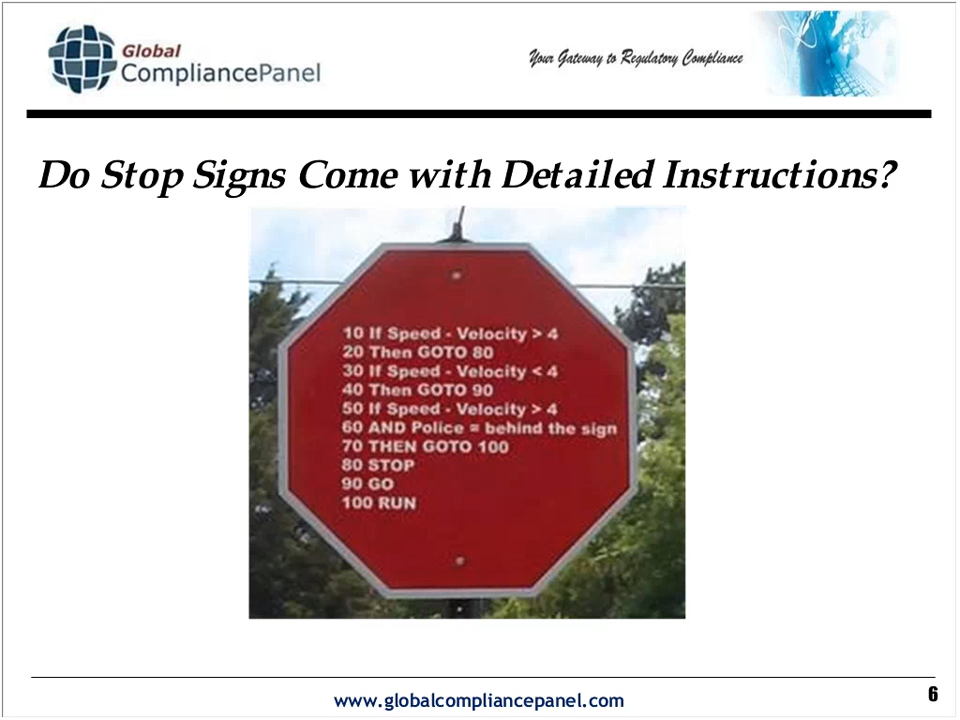 Global
CompliancePanel
Your Gateway to Regulatory Compliance
Do Stop Signs Come with Detailed Instructions?
10 If Speed - Velocity > 4
20 Then GOTO 80
30 If Speed - Velocity < 4
40 Then GOTO 90
50 If Speed - Velocity > 4
60 AND Police = behind the sign
70 THEN GOTO 100
80 STOP
90 GO
100 RUN
www.globalcompliancepanel.com
6